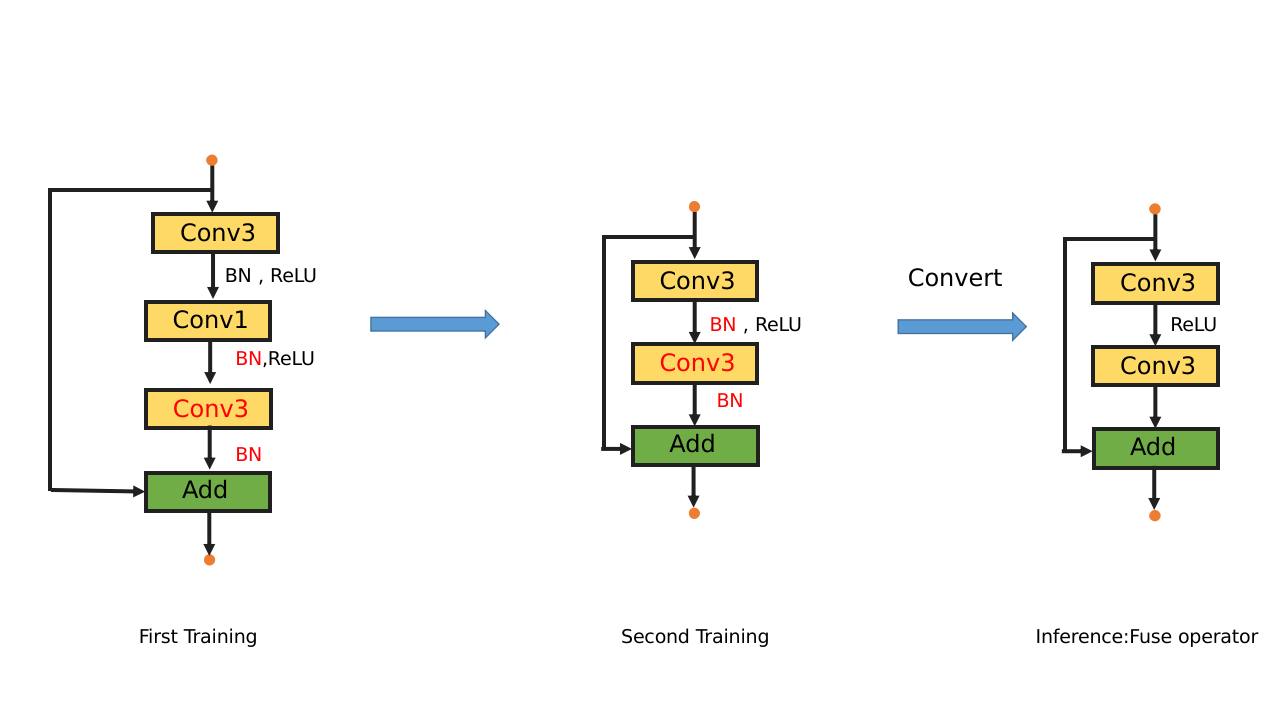 Conv3
BN , ReLU
Conv1
BN,ReLU
Conv3
BN
Add
First Training
Conv3
BN , ReLU
Conv3
BN
Add
Second Training
Convert
Conv3
ReLU
Conv3
Add
Inference:Fuse operator